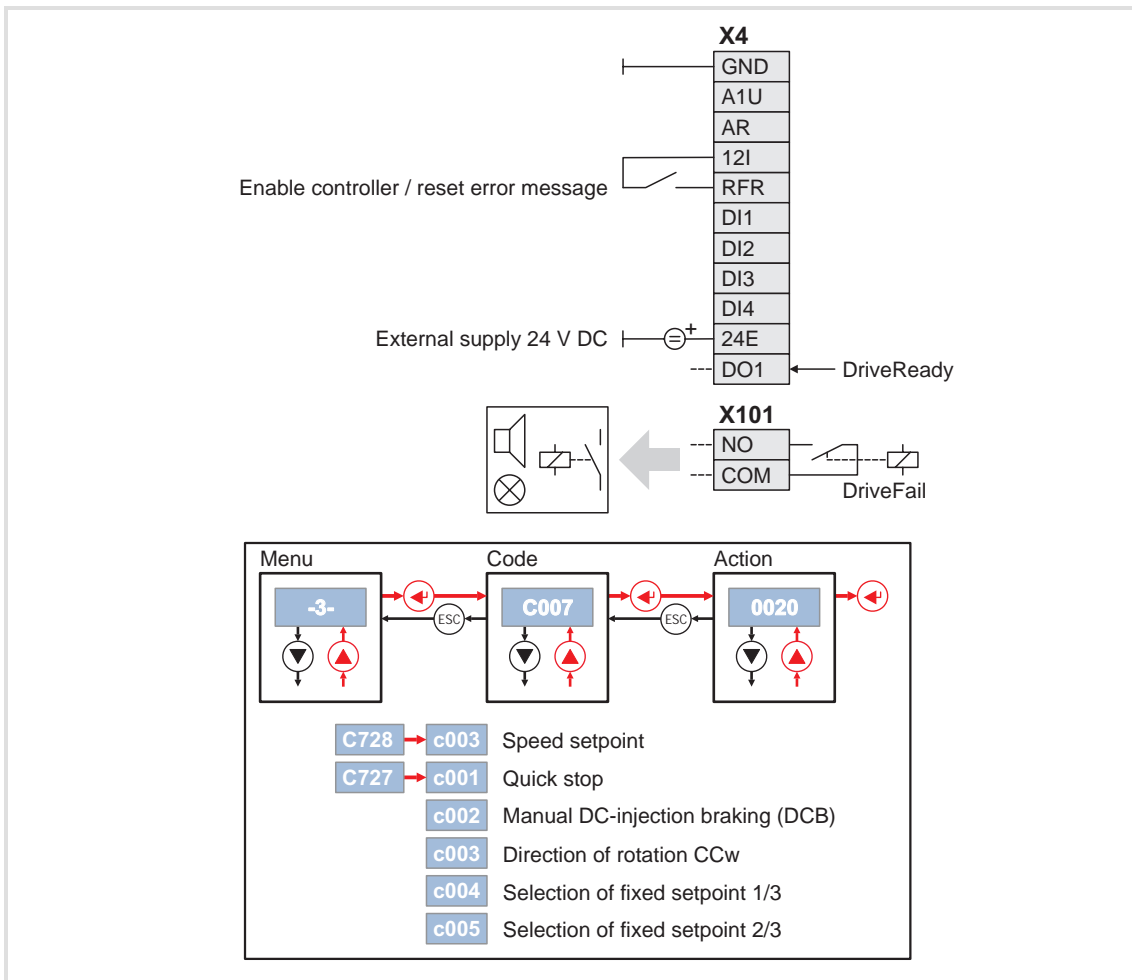 X4
GND
A1U
AR
12I
Enable controller / reset error message RFR
DI1
DI2
DI3
DI4
External supply 24 V DC + 24E
DO1 DriveReady
X101
NO
COM
DriveFail
Menu Code Action
-3- C007 0020
ESC ESC
C728 c003 Speed setpoint
C727 c001 Quick stop
c002 Manual DC-injection braking (DCB)
c003 Direction of rotation CCw
c004 Selection of fixed setpoint 1/3
c005 Selection of fixed setpoint 2/3